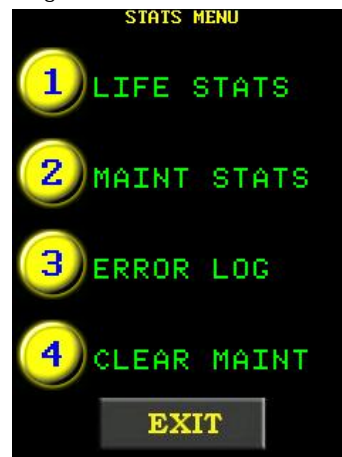 STATS MENU
1 LIFE STATS
2 MAINT STATS
3 ERROR LOG
4 CLEAR MAINT
EXIT